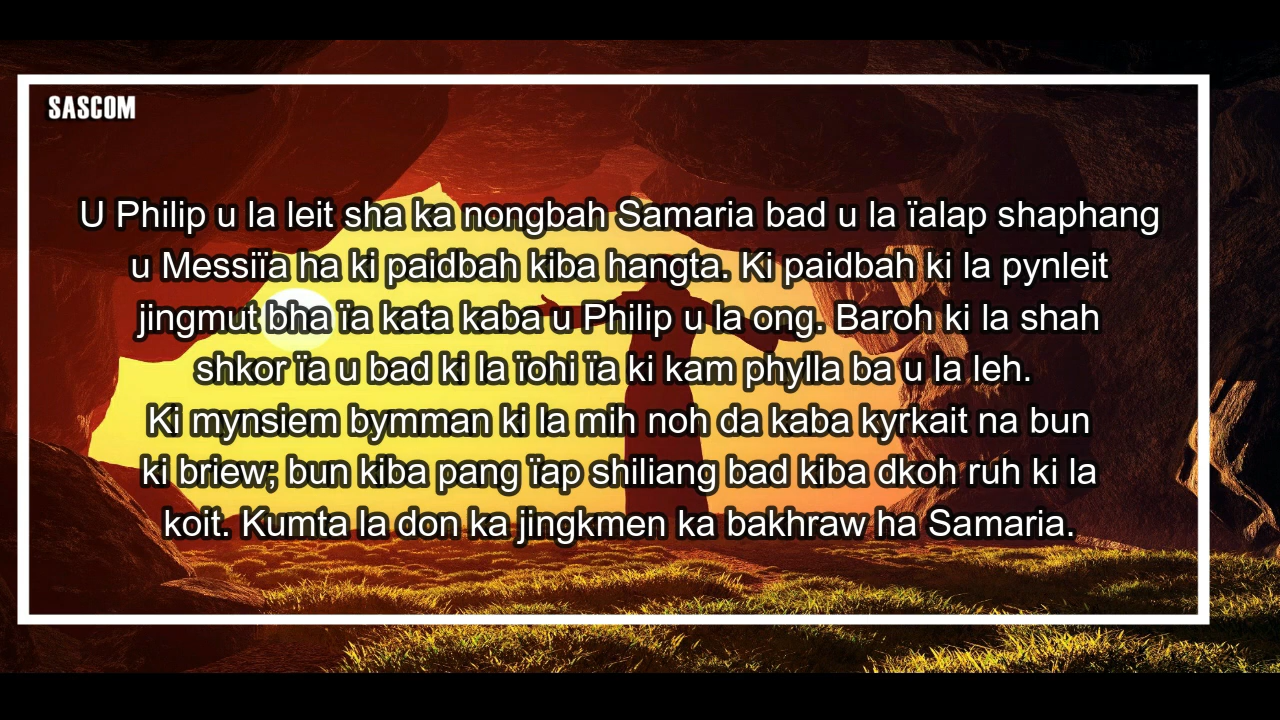 SASCOM
U Philip u la leit sha ka nongbah Samaria bad u la ïalap shaphang
u Messiïa ha ki paidbah kiba hangta. Ki paidbah ki la pynleit
jingmut bha ïa kata kaba u Philip u la ong. Baroh ki la shah
shkor ïa u bad ki la ïohi ïa ki kam phylla ba u la leh.
Ki mynsiem bymman ki la mih noh da kaba kyrkait na bun
ki briew; bun kiba pang ïap shiliang bad kiba dkoh ruh ki la
koit. Kumta la don ka jingkmen ka bakhraw ha Samaria.